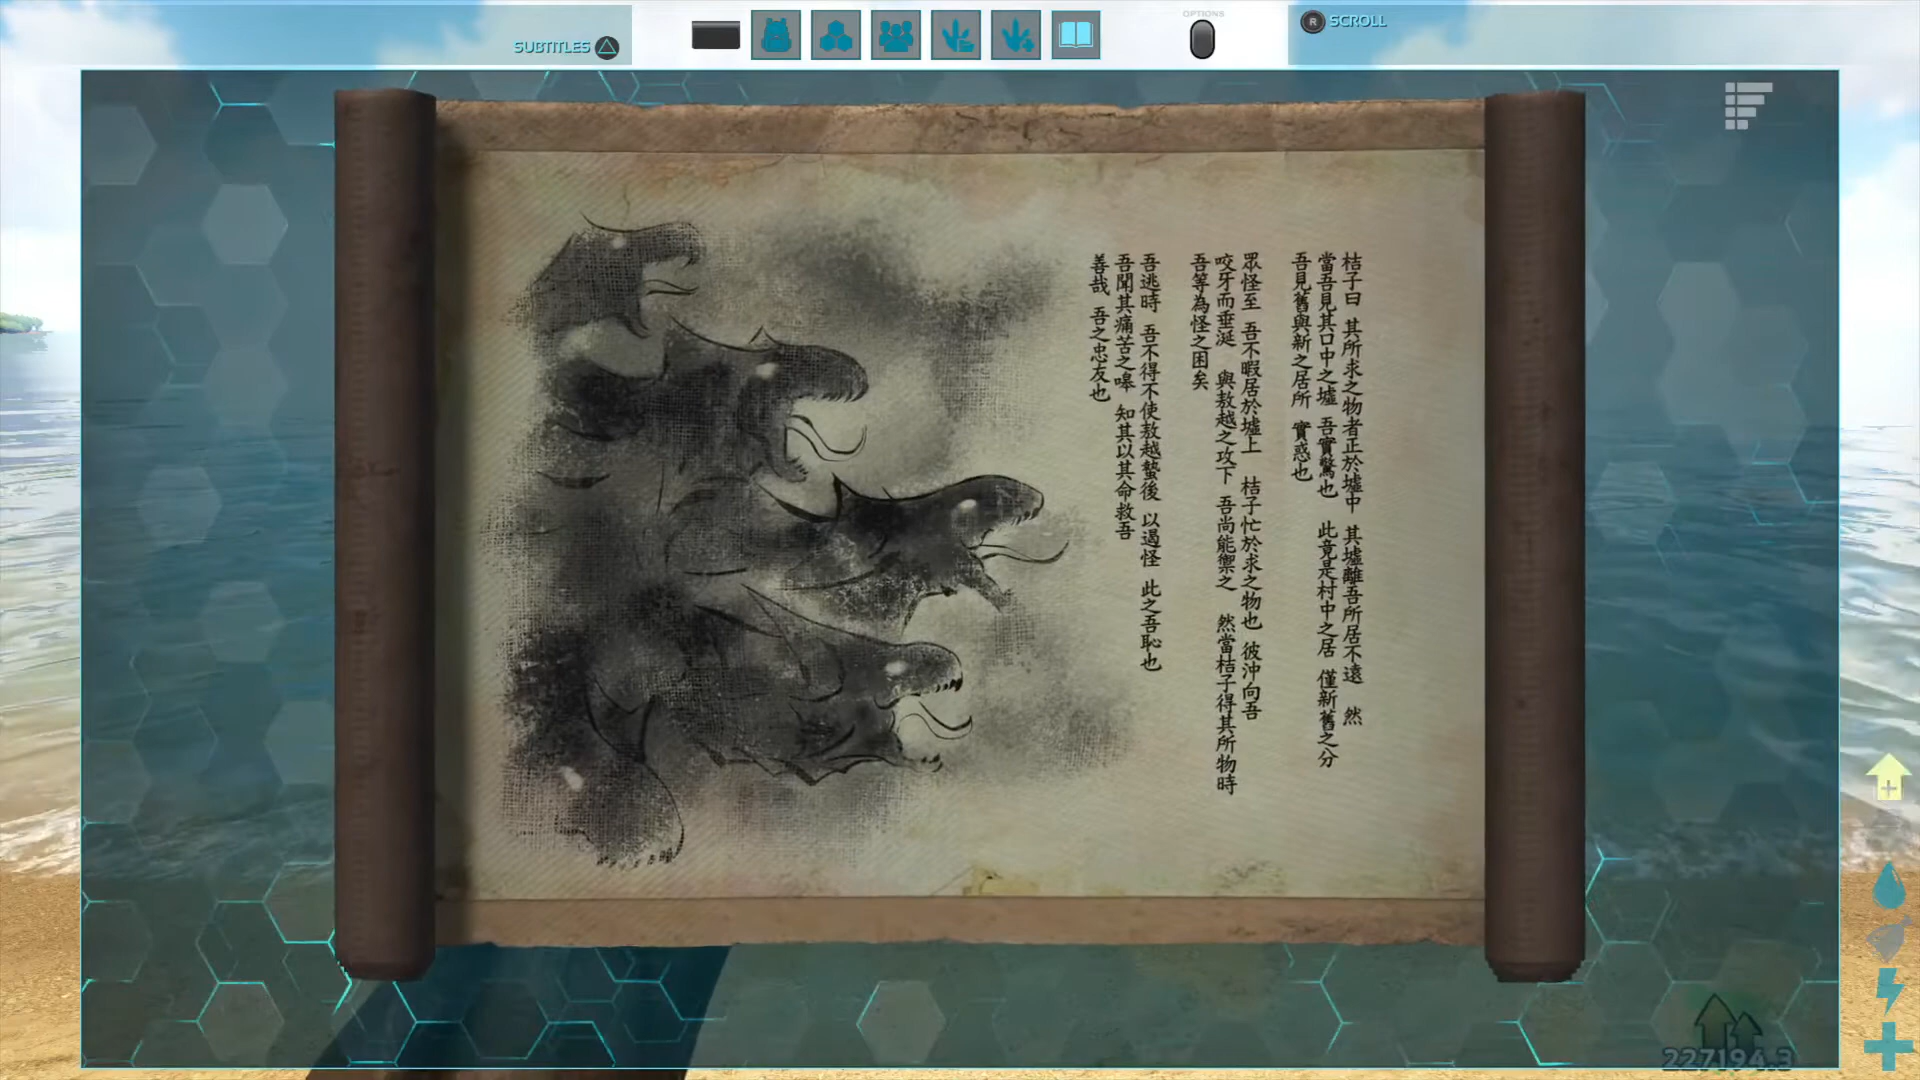 OPTIONS
SUBTITLES
R SCROLL
桔子曰 其所求之物者正於墟中 其墟離吾所居不遠 然
當吾見其口中之墟 吾實驚也 此竟是村中之居 僅新舊之分
吾見舊與新之居所 實惑也
眾怪至 吾不暇居於墟上 桔子忙於求之物也 彼沖向吾
咬牙而垂涎 與敖越之攻下 吾尚能禦之 然當桔子得其所物時
吾等為怪之困矣
吾逃時 吾不得不使敖越蟄後 以遏怪 此之吾恥也
吾聞其痛苦之嗥 知其以其命救吾
善哉 吾之忠友也
227194.3